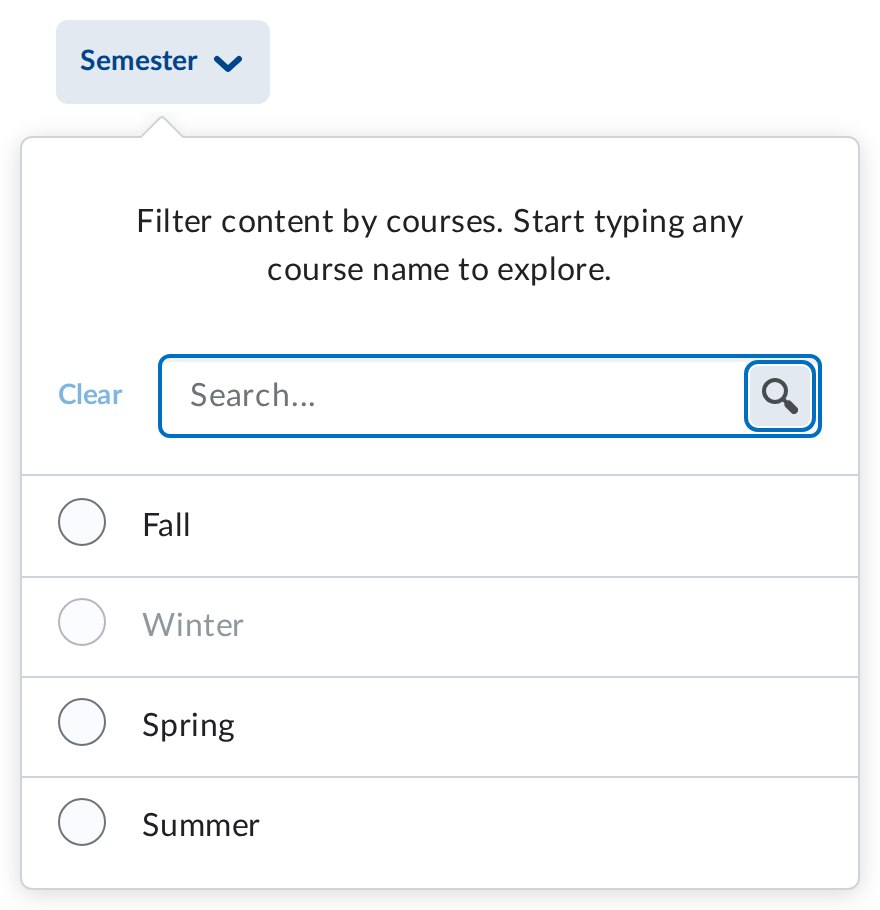 Semester
Filter content by courses. Start typing any
course name to explore.
Clear
Search...
Fall
Winter
Spring
Summer